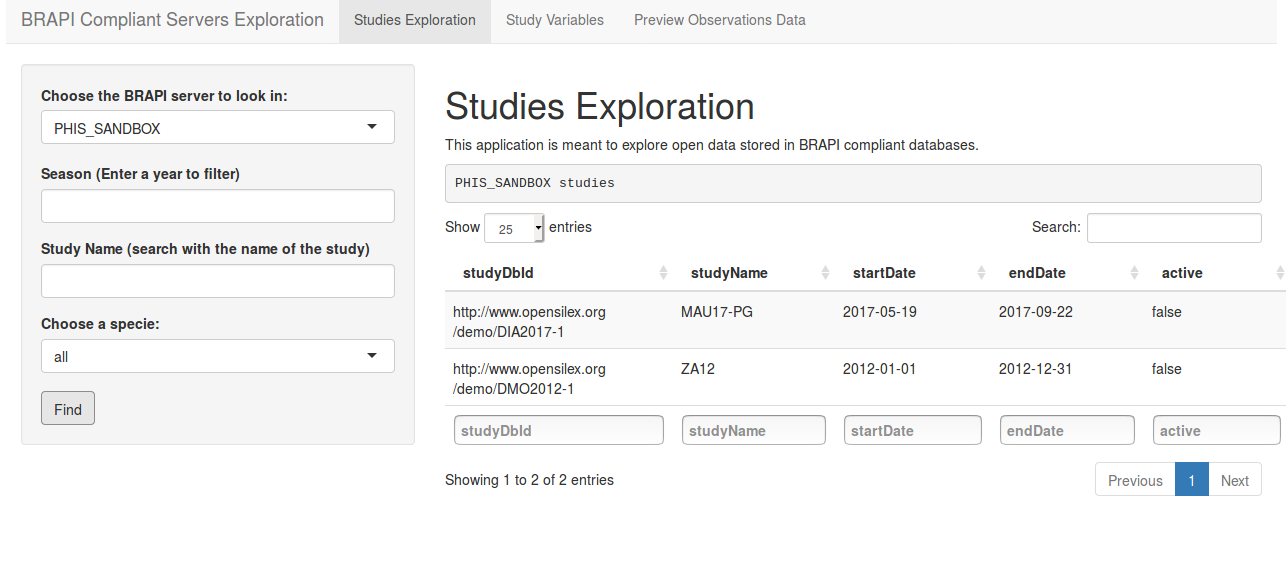 BRAPI Compliant Servers Exploration Studies Exploration Study Variables Preview Observations Data
Choose the BRAPI server to look in:
PHIS_SANDBOX
Season (Enter a year to filter)
Study Name (search with the name of the study)
Choose a specie:
all
Find
Studies Exploration
This application is meant to explore open data stored in BRAPI compliant databases.
PHIS_SANDBOX studies
Show 25 entries Search:
studyDbId studyName startDate endDate active
http://www.opensilex.org MAU17-PG 2017-05-19 2017-09-22 false
/demo/DIA2017-1
http://www.opensilex.org ZA12 2012-01-01 2012-12-31 false
/demo/DMO2012-1
studyDbId studyName startDate endDate active
Showing 1 to 2 of 2 entries Previous 1 Next